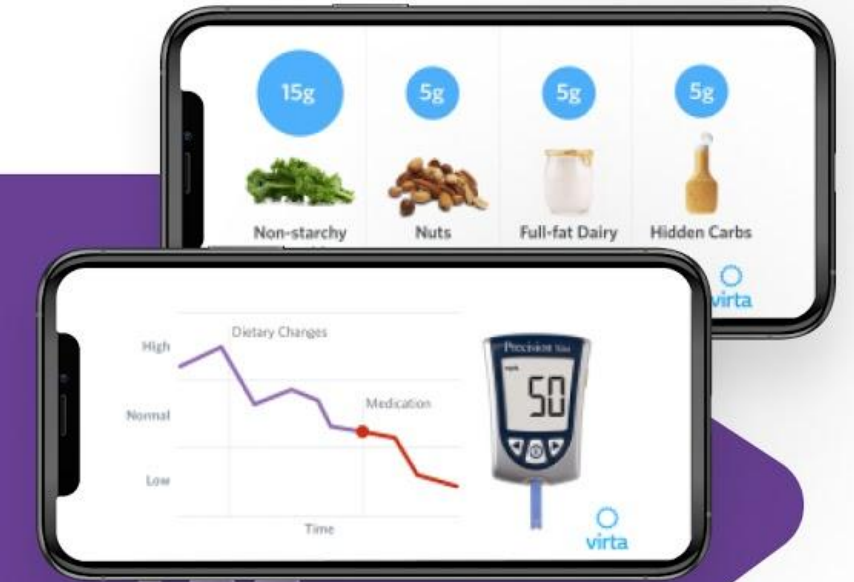 15g 5g 5g 5g
Non-starchy Nuts Full-fat Dairy Hidden Carbs
virta
Dietary Changes
High
Medication
Normal
Low
Time
Precision
50
virta